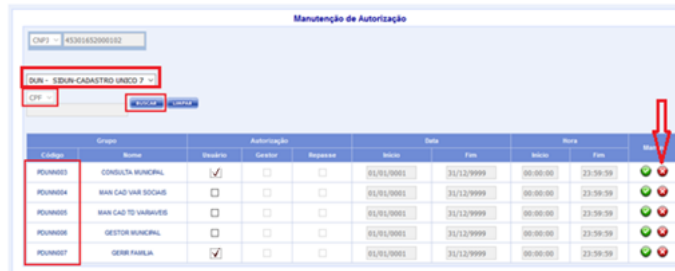 Manutenção de Autorização
CNPJ 45301652000102
DUN - SIDUN-CADASTRO UNICO 7
CPF
BUSCAR LIMPAR
Grupo Autorização Data Hora
Código Nome Usuário Gestor Repasse Início Fim Início Fim
PDUNN003 CONSULTA MUNICIPAL 01/01/0001 31/12/9999 00:00:00 23:59:59
PDUNN004 MAN CAD VAR SOCIAIS 01/01/0001 31/12/9999 00:00:00 23:59:59
PDUNN005 MAN CAD TD VARIAVEIS 01/01/0001 31/12/9999 00:00:00 23:59:59
PDUNN006 GESTOR MUNICIPAL 01/01/0001 31/12/9999 00:00:00 23:59:59
PDUNN007 GERIR FAMILIA 01/01/0001 31/12/9999 00:00:00 23:59:59